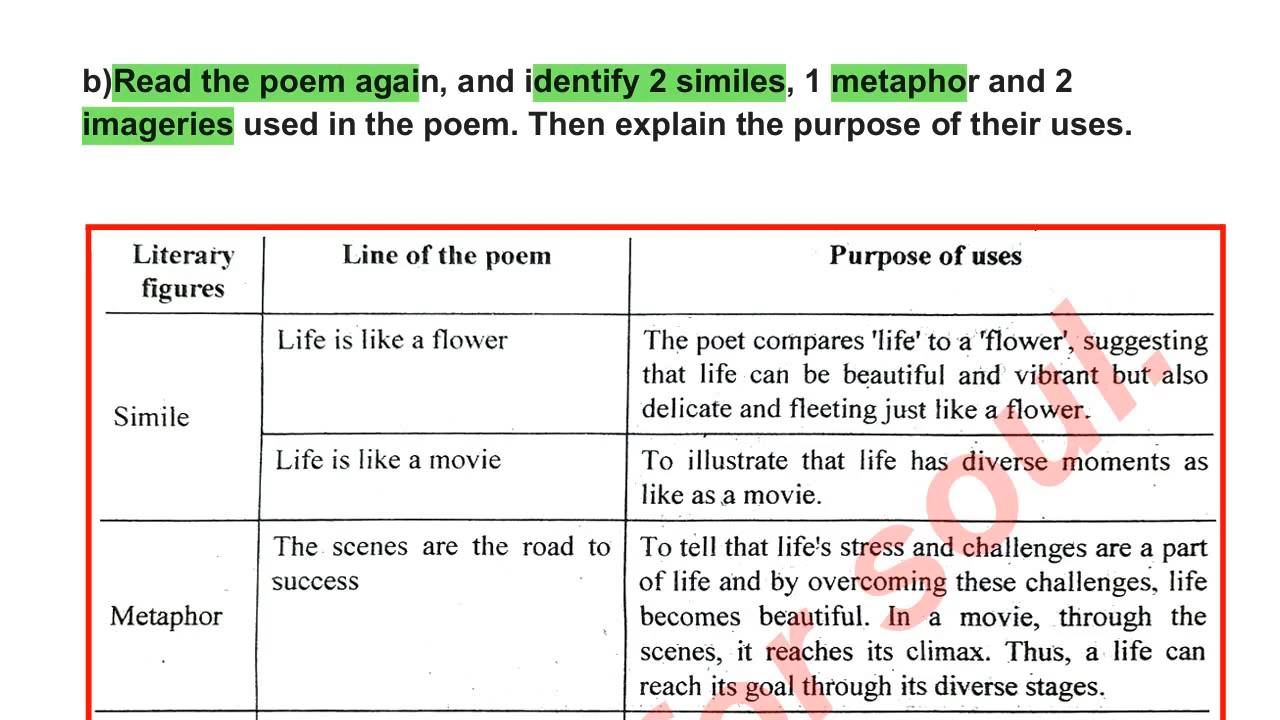 b)Read the poem again, and identify 2 similes, 1 metaphor and 2
imageries used in the poem. Then explain the purpose of their uses.
Literary figures
Line of the poem
Purpose of uses
Simile
Life is like a flower
The poet compares 'life' to a 'flower', suggesting
that life can be beautiful and vibrant but also
delicate and fleeting just like a flower.
Life is like a movie
To illustrate that life has diverse moments as
like as a movie.
Metaphor
The scenes are the road to
success
To tell that life's stress and challenges are a part
of life and by overcoming these challenges, life
becomes beautiful. In a movie, through the
scenes, it reaches its climax. Thus, a life can
reach its goal through its diverse stages.
or soul.